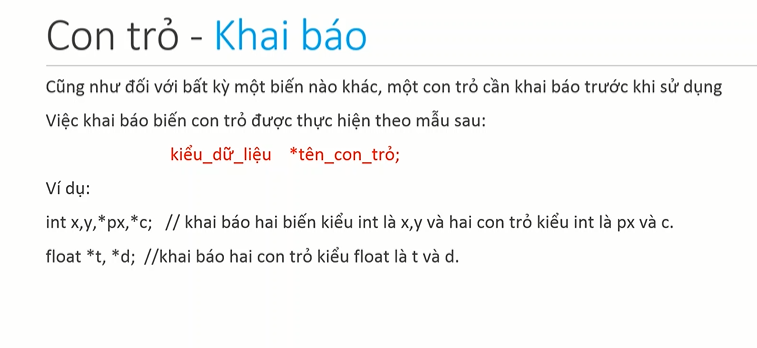 Con trỏ - Khai báo
Cũng như đối với bất kỳ một biến nào khác, một con trỏ cần khai báo trước khi sử dụng
Việc khai báo biến con trỏ được thực hiện theo mẫu sau:
kiểu_dữ_liệu *tên_con_trỏ;
Ví dụ:
int x,y,*px,*c; // khai báo hai biến kiểu int là x,y và hai con trỏ kiểu int là px và c.
float *t, *d; //khai báo hai con trỏ kiểu float là t và d.